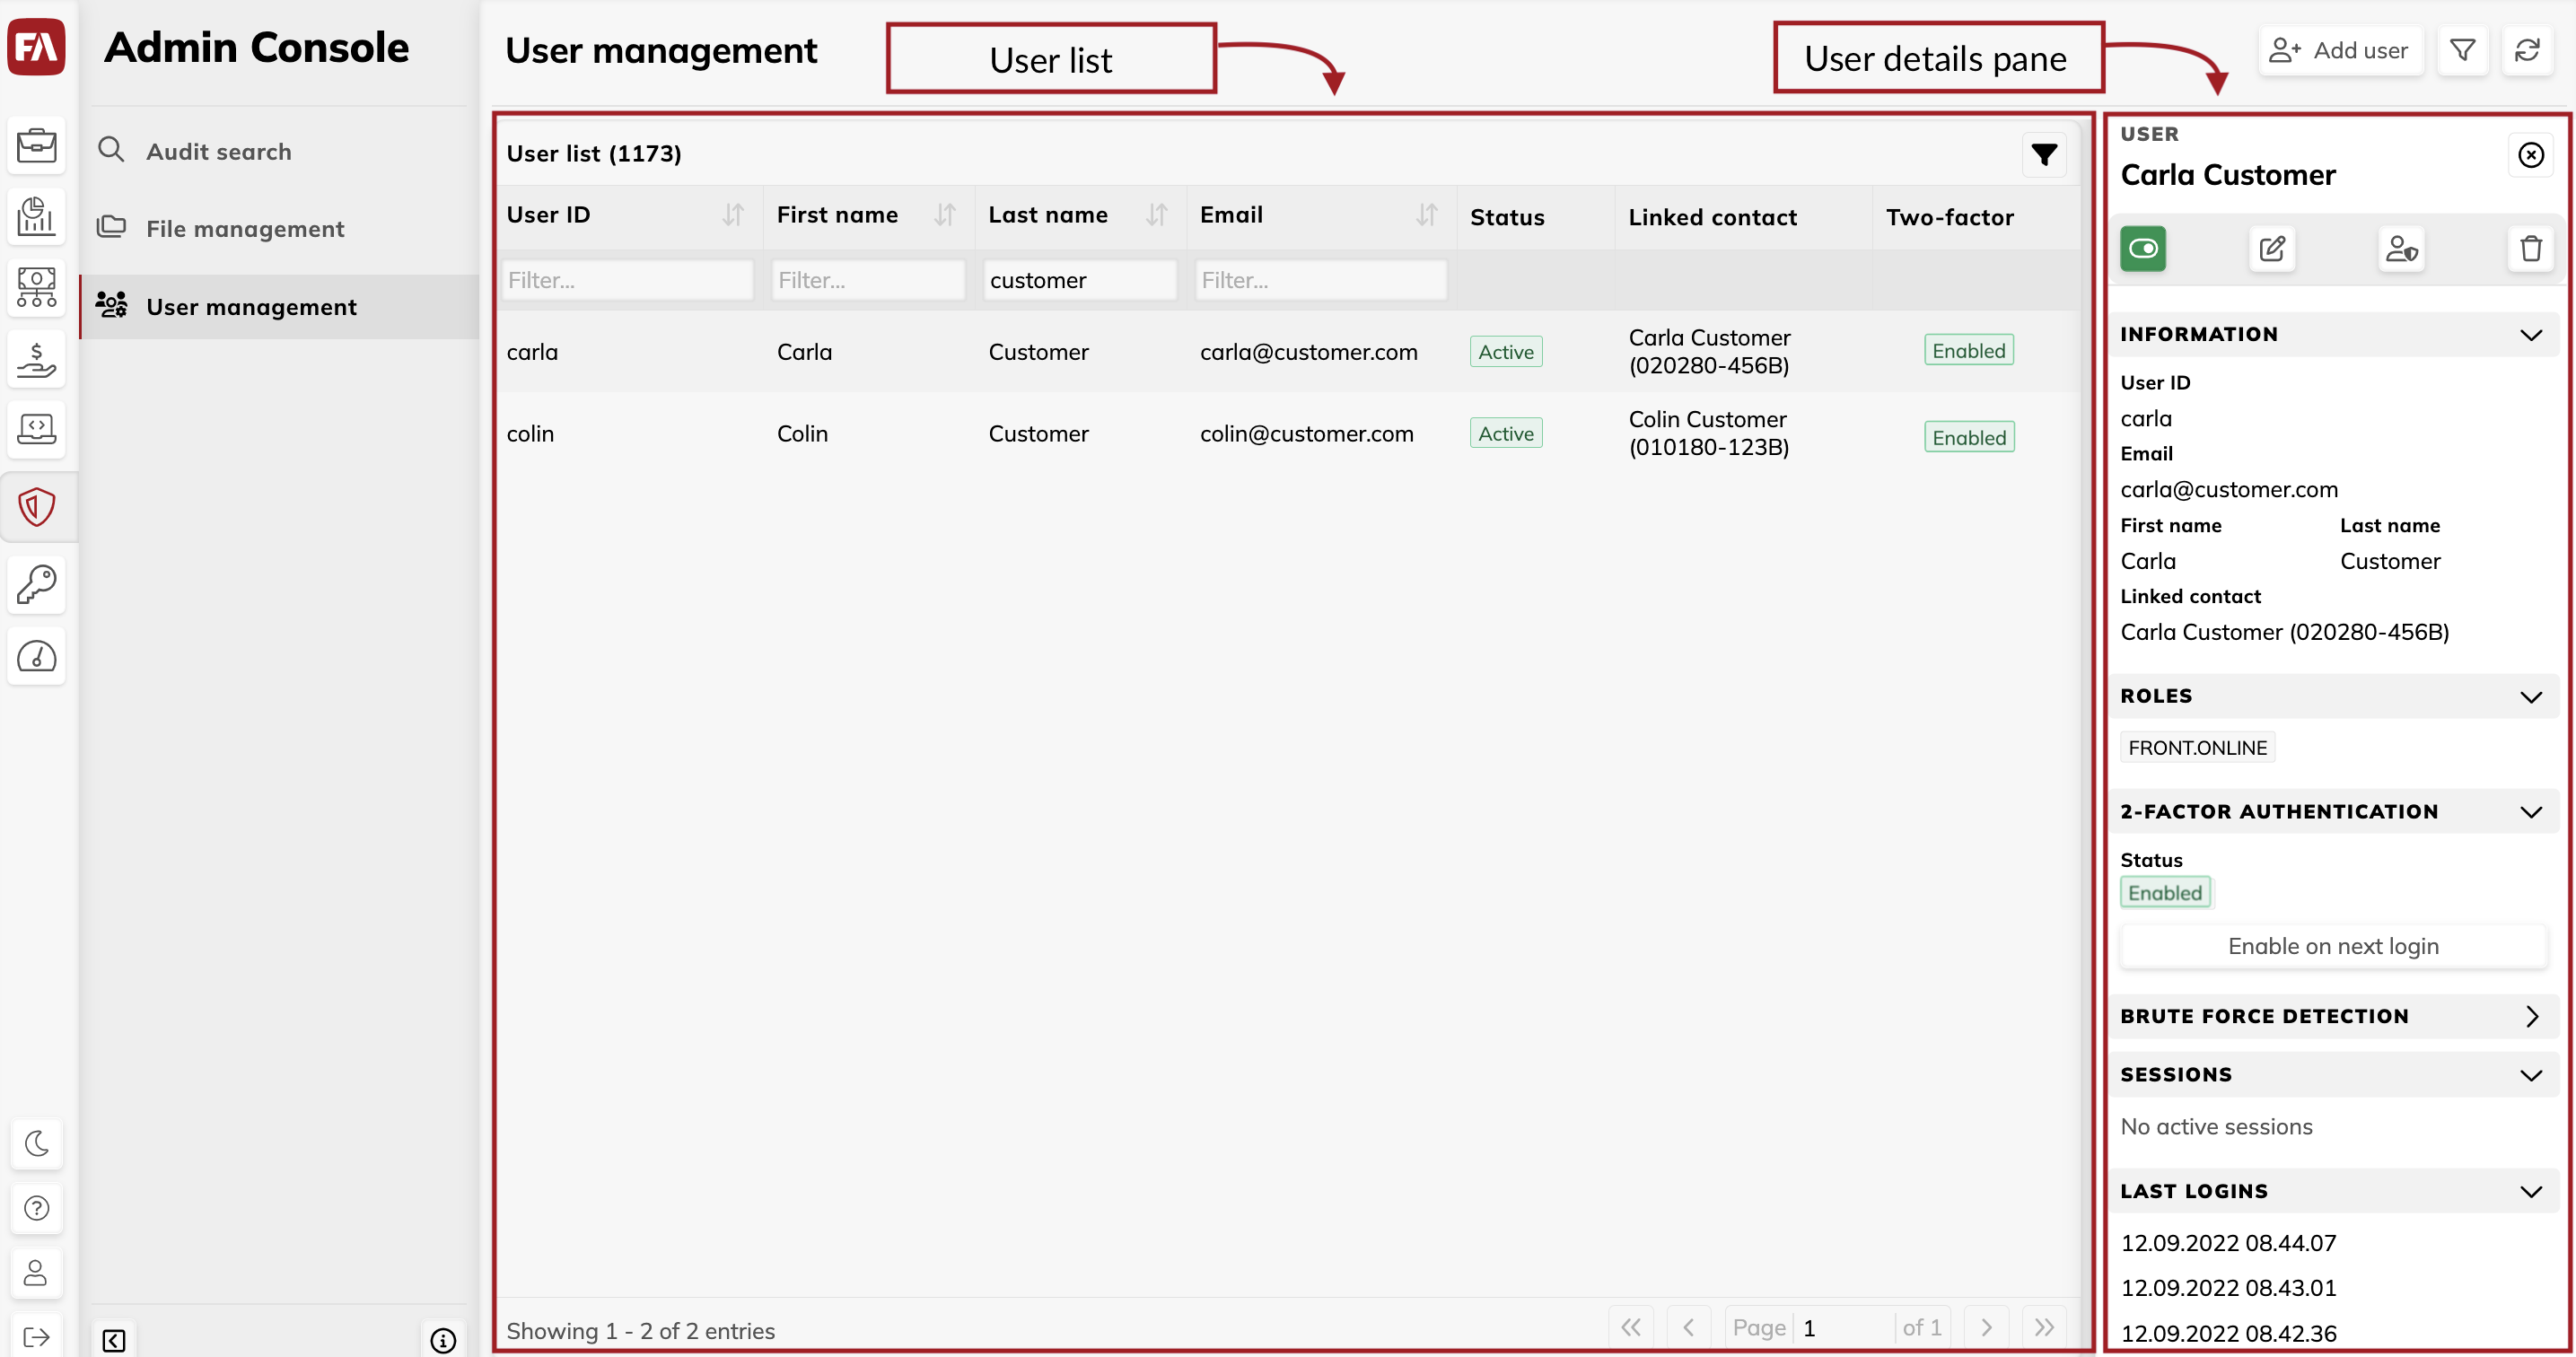 FA
Admin Console
Audit search
File management
User management
User management
User list
User details pane
Add user
User list (1173)
User ID First name Last name Email Status Linked contact Two-factor
Filter... Filter... customer Filter...
carla Carla Customer carla@customer.com Active Carla Customer (020280-456B) Enabled
colin Colin Customer colin@customer.com Active Colin Customer (010180-123B) Enabled
Showing 1 - 2 of 2 entries
Page 1 of 1
USER
Carla Customer
INFORMATION
User ID
carla
Email
carla@customer.com
First name Last name
Carla Customer
Linked contact
Carla Customer (020280-456B)
ROLES
FRONT.ONLINE
2-FACTOR AUTHENTICATION
Status
Enabled
Enable on next login
BRUTE FORCE DETECTION
SESSIONS
No active sessions
LAST LOGINS
12.09.2022 08.44.07
12.09.2022 08.43.01
12.09.2022 08.42.36